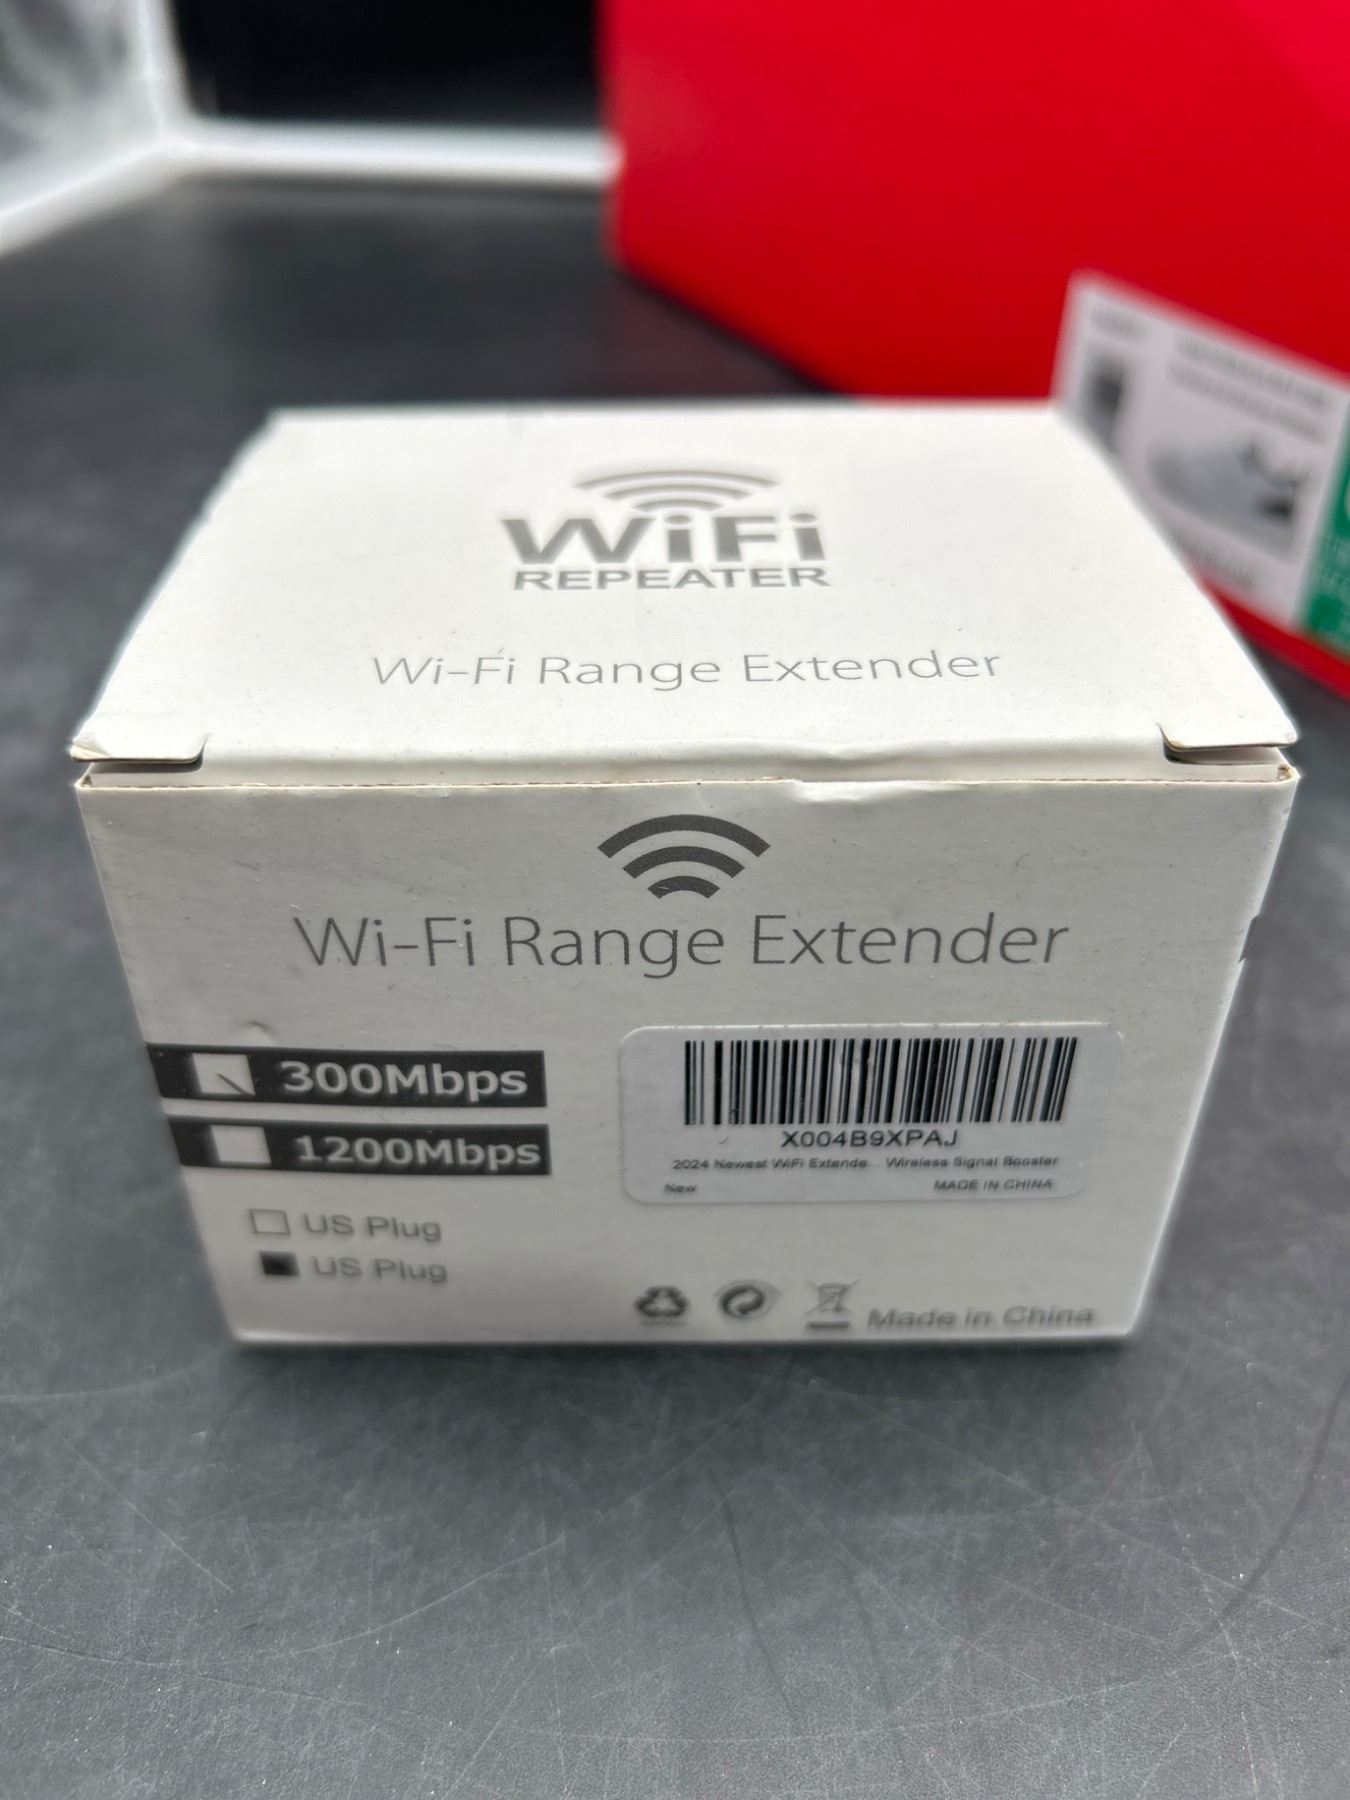 WiFi
REPEATER
Wi-Fi Range Extender
Wi-Fi Range Extender
300Mbps
1200Mbps
US Plug
US Plug
X004B9XPAJ
2024 Newest WiFi Extende... Wireless Signal Booster
New
MADE IN CHINA
Made in China